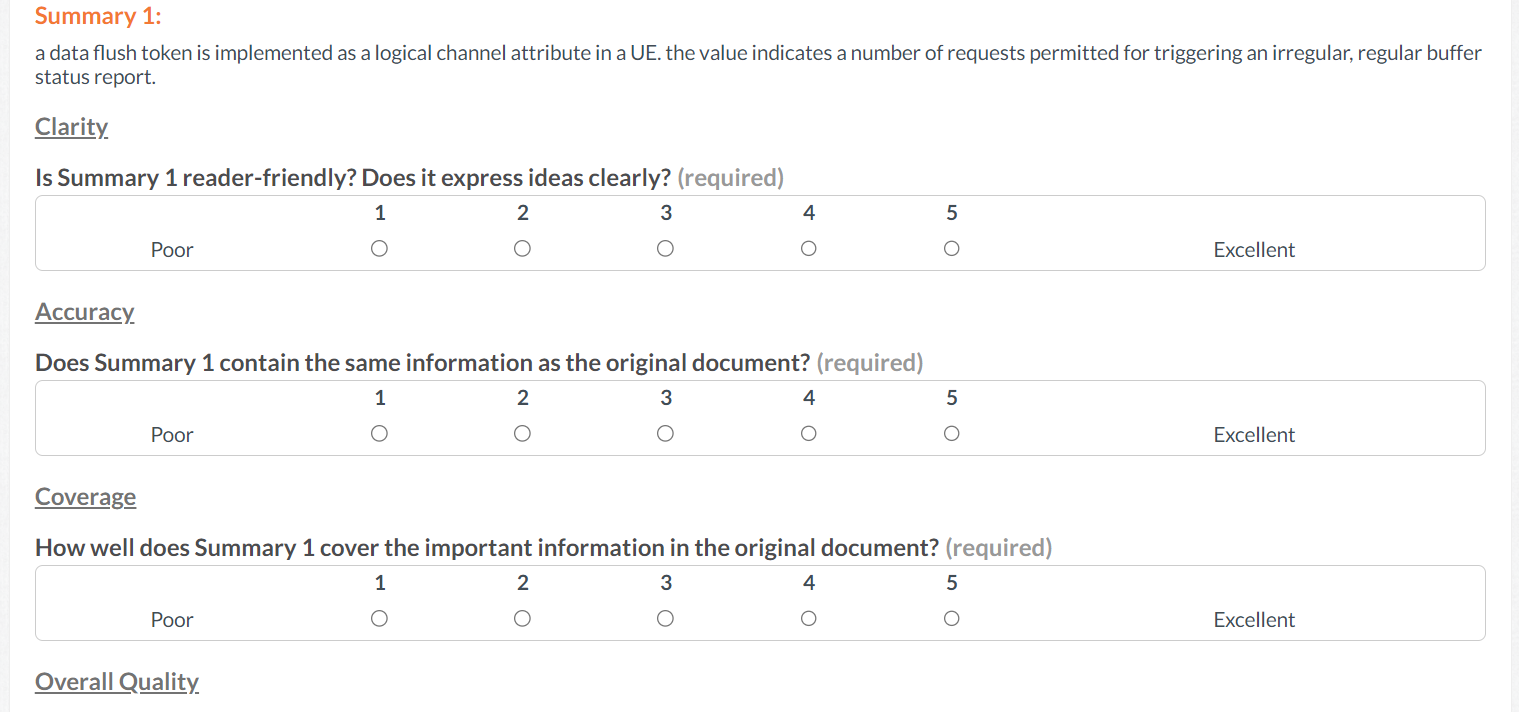 Summary 1:
a data flush token is implemented as a logical channel attribute in a UE. the value indicates a number of requests permitted for triggering an irregular, regular buffer
status report.
Clarity
Is Summary 1 reader-friendly? Does it express ideas clearly? (required)
1 2 3 4 5
Poor Excellent
Accuracy
Does Summary 1 contain the same information as the original document? (required)
1 2 3 4 5
Poor Excellent
Coverage
How well does Summary 1 cover the important information in the original document? (required)
1 2 3 4 5
Poor Excellent
Overall Quality